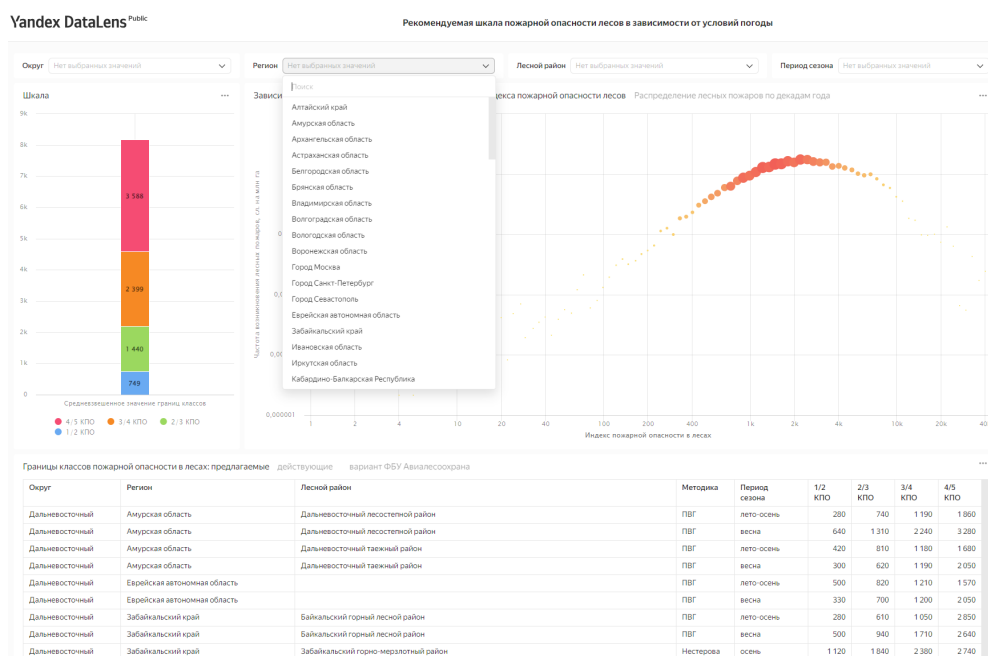 Yandex DataLens Public
Рекомендуемая шкала пожарной опасности лесов в зависимости от условий погоды
Округ Нет выбранных значений
Регион Нет выбранных значений
Лесной район Нет выбранных значений
Период сезона Нет выбранных значений
Шкала
9k
8k
7k
6k
5k
4k
3k
2k
1k
0
3 588
2 399
1 440
749
Средневзвешенное значение границ классов
4/5 КПО 3/4 КПО 2/3 КПО
1/2 КПО
Поиск
Алтайский край
Амурская область
Архангельская область
Астраханская область
Белгородская область
Брянская область
Владимирская область
Волгоградская область
Вологодская область
Воронежская область
Город Москва
Город Санкт-Петербург
Город Севастополь
Еврейская автономная область
Забайкальский край
Ивановская область
Иркутская область
Кабардино-Балкарская Республика
Зависи
екса пожарной опасности лесов Распределение лесных пожаров по декадам года
Частота возникновения лесных пожаров, гл. на млн га
0,000001
1 2 4 10 20 40 100 200 400 1k 2k 4k 10k 20k 40
Индекс пожарной опасности в лесах
Границы классов пожарной опасности в лесах: предлагаемые действующие вариант ФБУ Авиалесоохрана
Округ Регион Лесной район Методика Период сезона 1/2 КПО 2/3 КПО 3/4 КПО 4/5 КПО
Дальневосточный Амурская область Дальневосточный лесостепной район ПВГ лето-осень 280 740 1 190 1 860
Дальневосточный Амурская область Дальневосточный лесостепной район ПВГ весна 640 1 310 2 240 3 280
Дальневосточный Амурская область Дальневосточный таежный район ПВГ лето-осень 420 810 1 180 1 680
Дальневосточный Амурская область Дальневосточный таежный район ПВГ весна 300 620 1 190 2 050
Дальневосточный Еврейская автономная область ПВГ лето-осень 500 820 1 210 1 570
Дальневосточный Еврейская автономная область ПВГ весна 330 700 1 200 2 050
Дальневосточный Забайкальский край Байкальский горный лесной район ПВГ лето-осень 280 610 1 050 2 850
Дальневосточный Забайкальский край Байкальский горный лесной район ПВГ весна 500 940 1 710 2 640
Дальневосточный Забайкальский край Забайкальский горно-мерзлотный район Нестерова осень 1 120 1 840 2 380 2 740